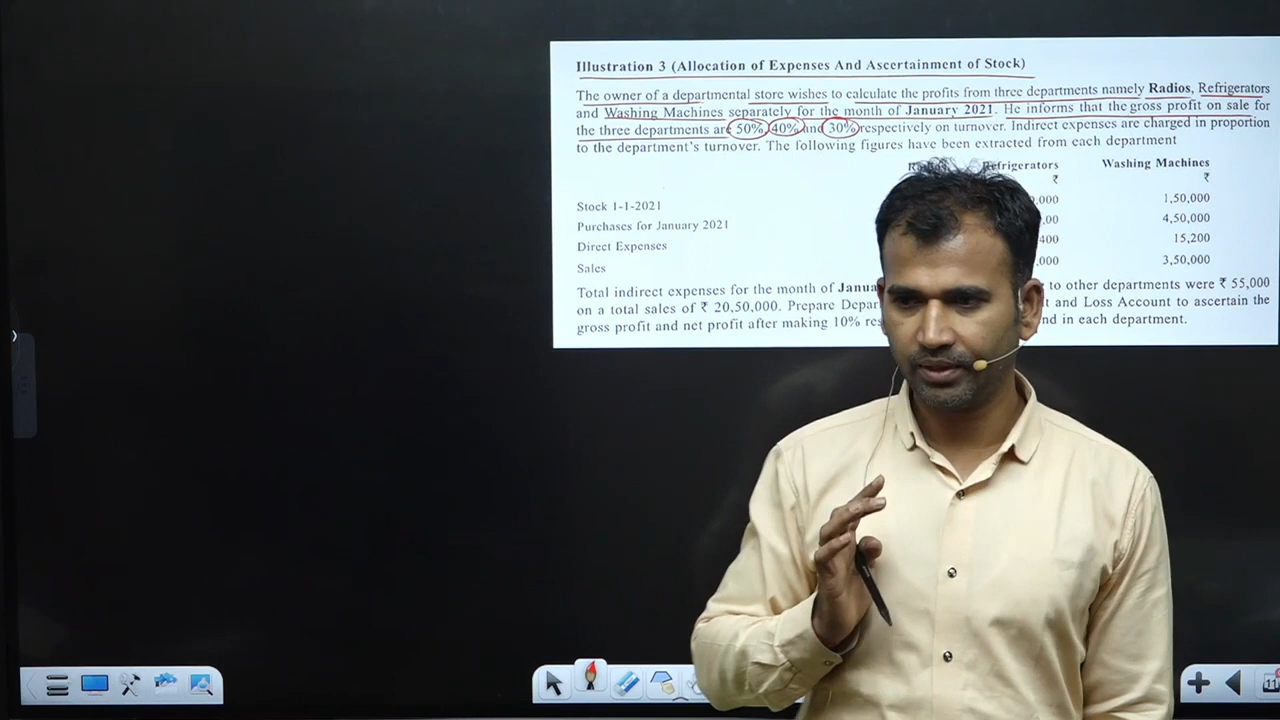 Illustration 3 (Allocation of Expenses And Ascertainment of Stock)
The owner of a departmental store wishes to calculate the profits from three departments namely Radios, Refrigerators
and Washing Machines separately for the month of January 2021. He informs that the gross profit on sale for
the three departments are 50%, 40% and 30% respectively on turnover. Indirect expenses are charged in proportion
to the department's turnover. The following figures have been extracted from each department
Washing Machines
₹ ₹
Stock 1-1-2021 1,50,000
Purchases for January 2021 4,50,000
Direct Expenses 400 15,200
Sales ,000 3,50,000
Total indirect expenses for the month of to other departments were ₹ 55,000
on a total sales of ₹ 20,50,000. Prepare and Loss Account to ascertain the
gross profit and net profit after making 10% in each department.